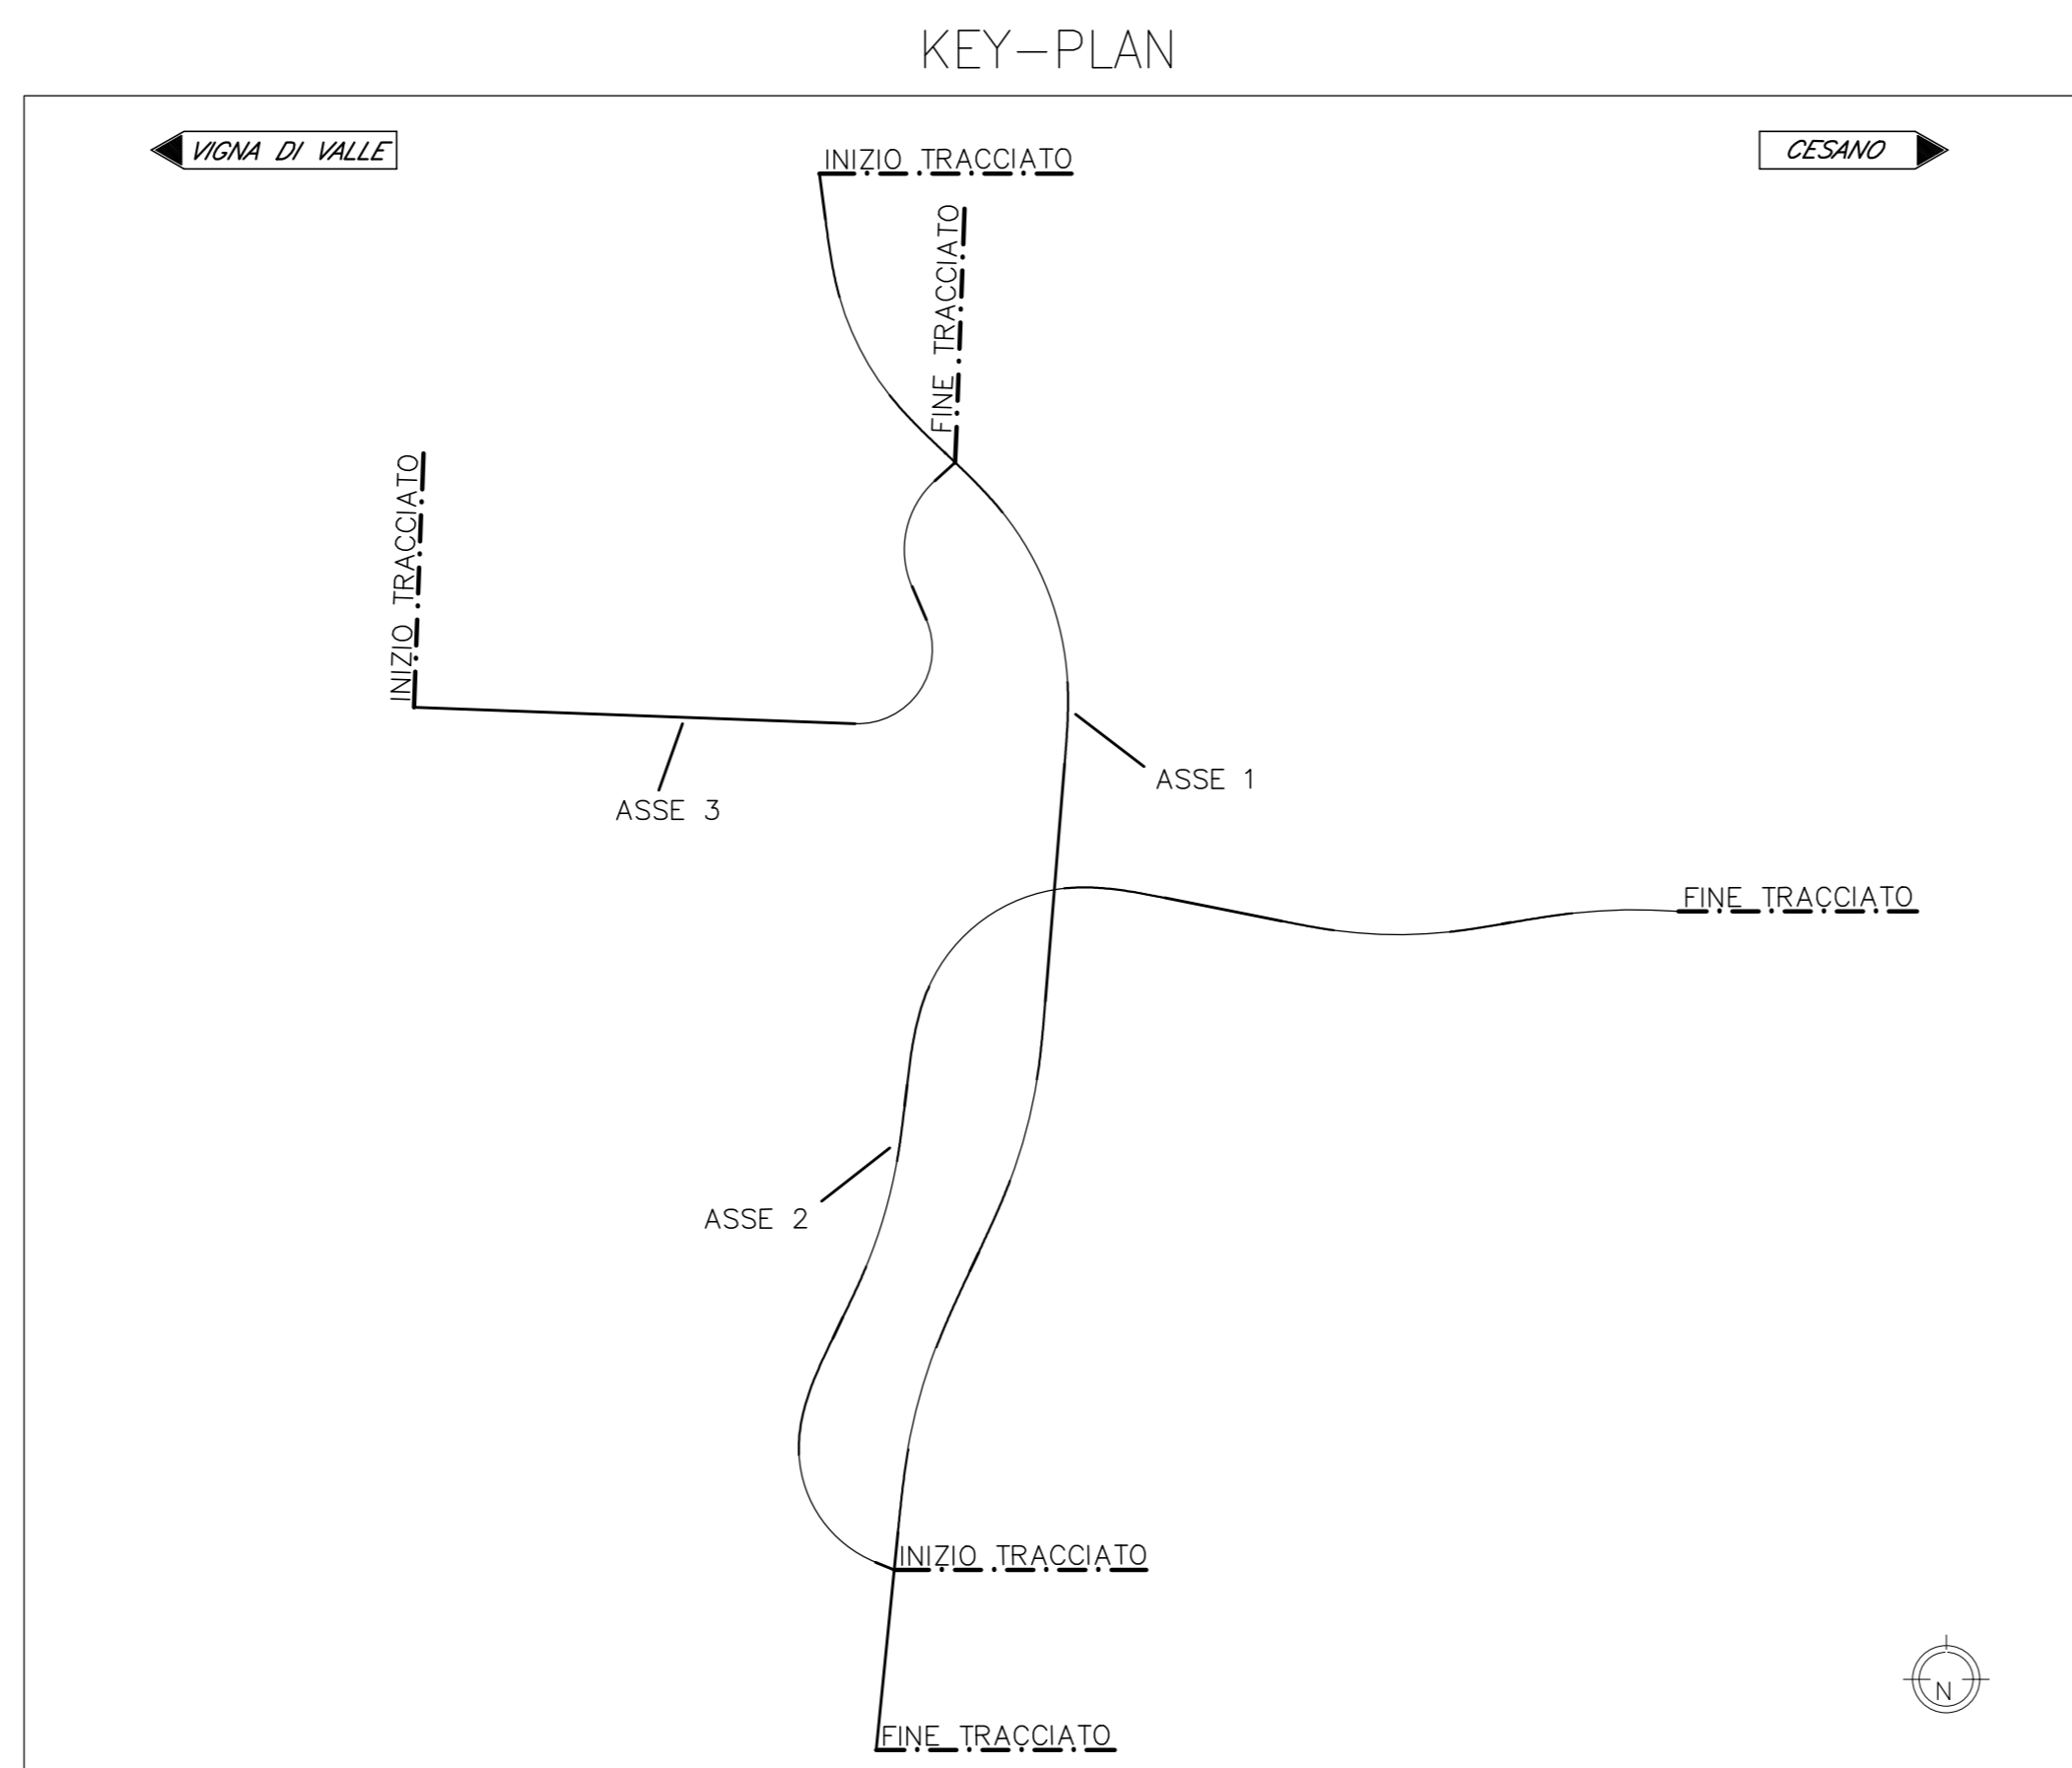 KEY-PLAN
VIGNA DI VALLE
CESANO
INIZIO TRACCIATO
FINE TRACCIATO
INIZIO TRACCIATO
ASSE 1
ASSE 3
FINE TRACCIATO
ASSE 2
INIZIO TRACCIATO
N
FINE TRACCIATO